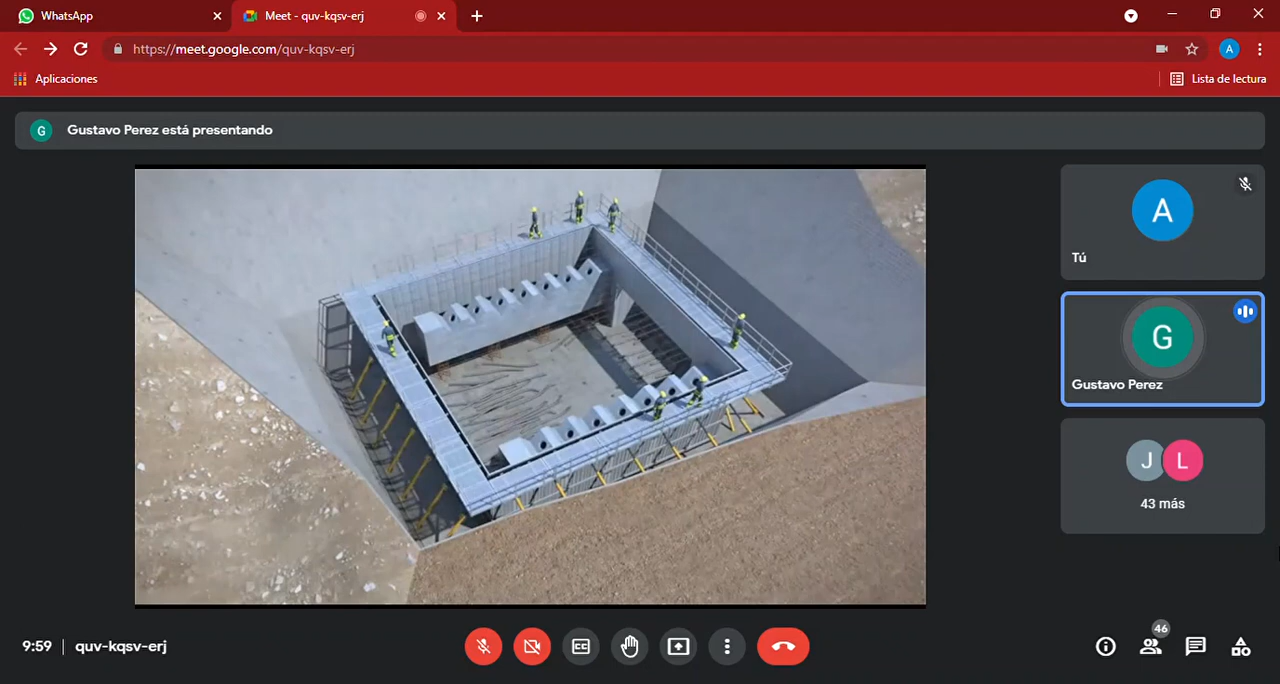 WhatsApp
Meet - quv-kqsv-erj
https://meet.google.com/quv-kqsv-erj
A
Aplicaciones
Lista de lectura
G
Gustavo Perez está presentando
A
Tú
G
Gustavo Perez
J
L
43 más
9:59
quv-kqsv-erj
CC
46